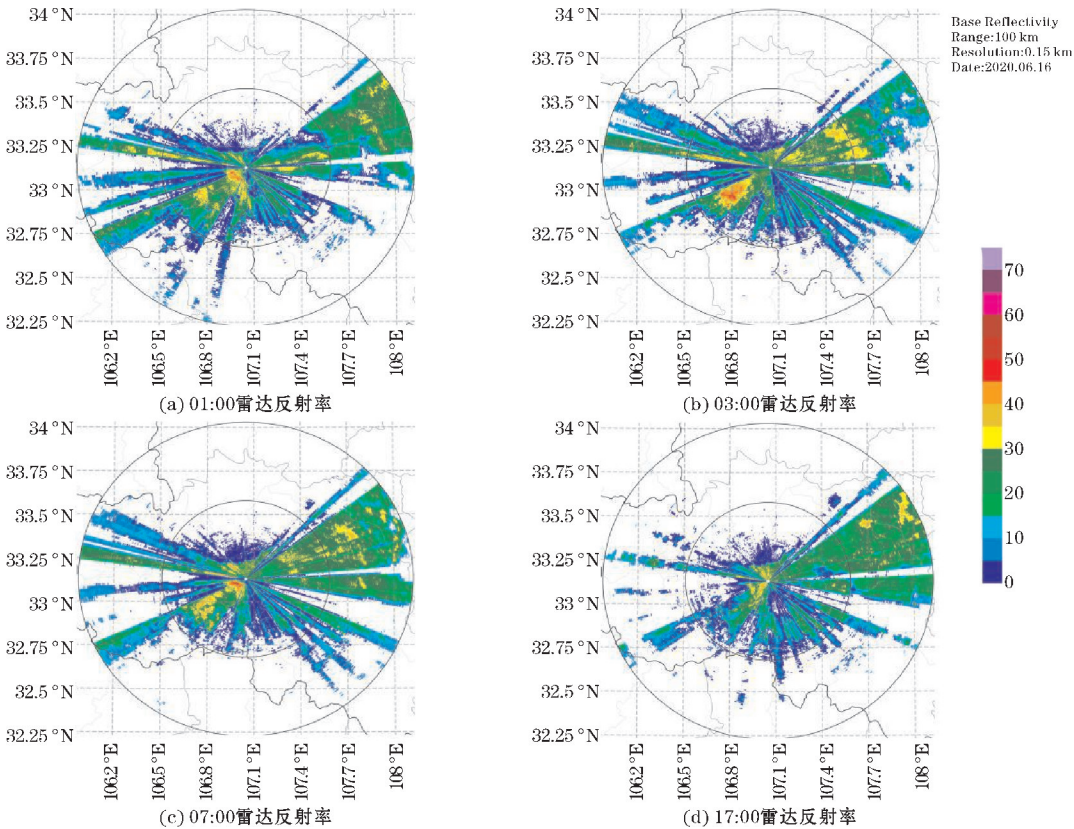 34 °N
33.75 °N
33.5 °N
33.25 °N
33 °N
32.75 °N
32.5 °N
32.25 °N
106.2 °E
106.5 °E
106.8 °E
107.1 °E
107.4 °E
107.7 °E
108 °E
(a) 01:00雷达反射率
34 °N
33.75 °N
33.5 °N
33.25 °N
33 °N
32.75 °N
32.5 °N
32.25 °N
106.2 °E
106.5 °E
106.8 °E
107.1 °E
107.4 °E
107.7 °E
108 °E
(b) 03:00雷达反射率
Base Reflectivity
Range:100 km
Resolution:0.15 km
Date:2020.06.16
70
60
50
40
30
20
10
0
34 °N
33.75 °N
33.5 °N
33.25 °N
33 °N
32.75 °N
32.5 °N
32.25 °N
106.2 °E
106.5 °E
106.8 °E
107.1 °E
107.4 °E
107.7 °E
108 °E
(c) 07:00雷达反射率
34 °N
33.75 °N
33.5 °N
33.25 °N
33 °N
32.75 °N
32.5 °N
32.25 °N
106.2 °E
106.5 °E
106.8 °E
107.1 °E
107.4 °E
107.7 °E
108 °E
(d) 17:00雷达反射率